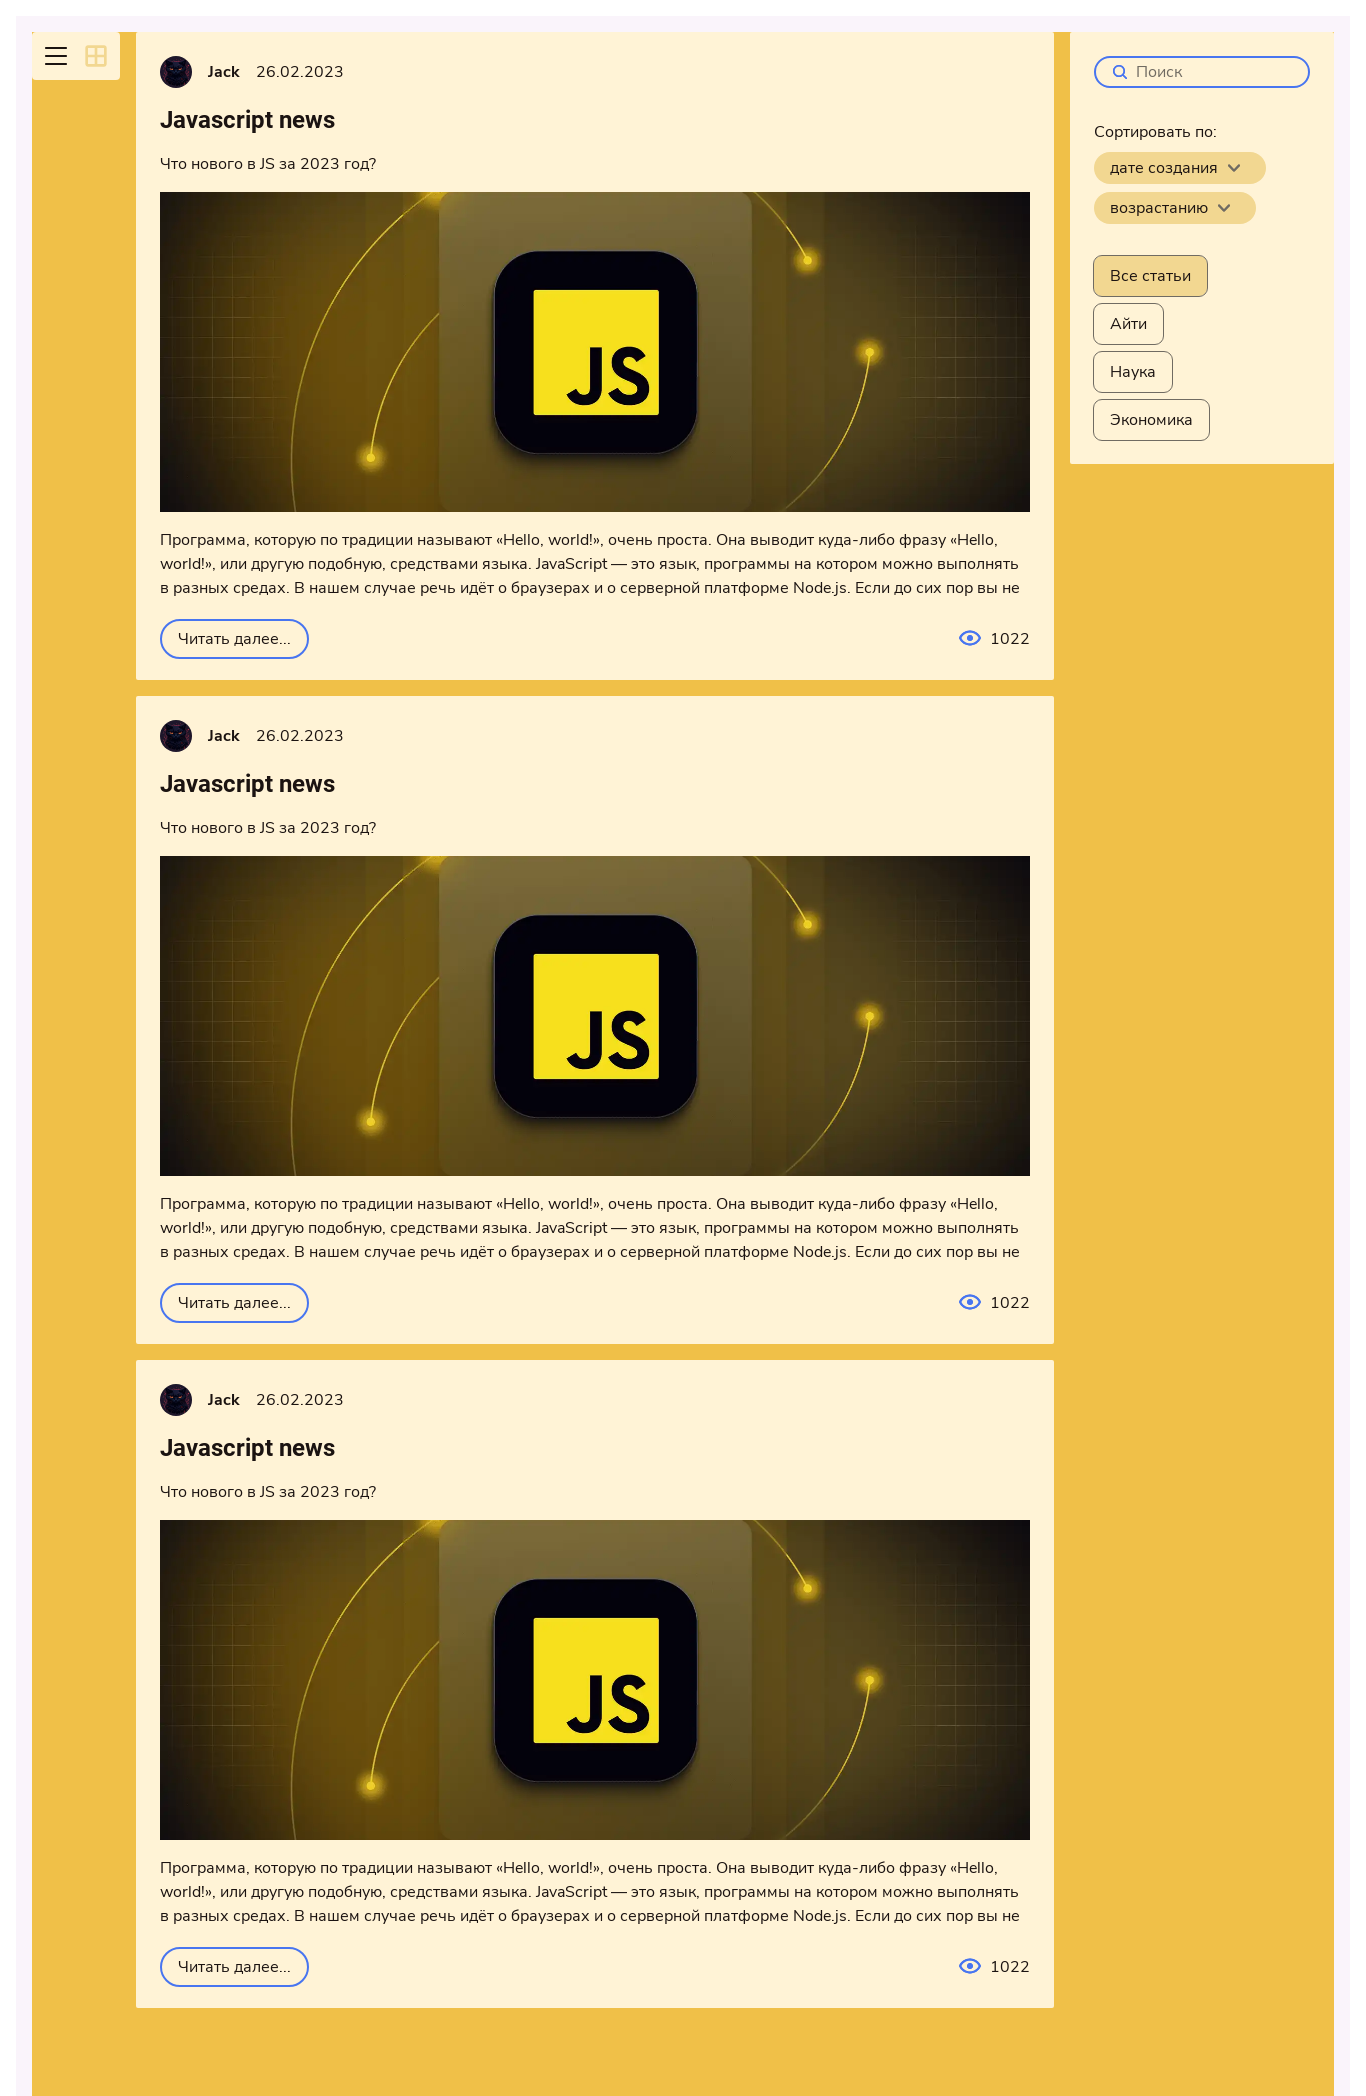 Jack 26.02.2023
Javascript news
Что нового в JS за 2023 год?
JS
Программа, которую по традиции называют «Hello, world!», очень проста. Она выводит куда-либо фразу «Hello,
world!», или другую подобную, средствами языка. JavaScript — это язык, программы на котором можно выполнять
в разных средах. В нашем случае речь идёт о браузерах и о серверной платформе Node.js. Если до сих пор вы не
Читать далее...
1022
Jack 26.02.2023
Javascript news
Что нового в JS за 2023 год?
JS
Программа, которую по традиции называют «Hello, world!», очень проста. Она выводит куда-либо фразу «Hello,
world!», или другую подобную, средствами языка. JavaScript — это язык, программы на котором можно выполнять
в разных средах. В нашем случае речь идёт о браузерах и о серверной платформе Node.js. Если до сих пор вы не
Читать далее...
1022
Jack 26.02.2023
Javascript news
Что нового в JS за 2023 год?
JS
Программа, которую по традиции называют «Hello, world!», очень проста. Она выводит куда-либо фразу «Hello,
world!», или другую подобную, средствами языка. JavaScript — это язык, программы на котором можно выполнять
в разных средах. В нашем случае речь идёт о браузерах и о серверной платформе Node.js. Если до сих пор вы не
Читать далее...
1022
Поиск
Сортировать по:
дате создания
возрастанию
Все статьи
Айти
Наука
Экономика